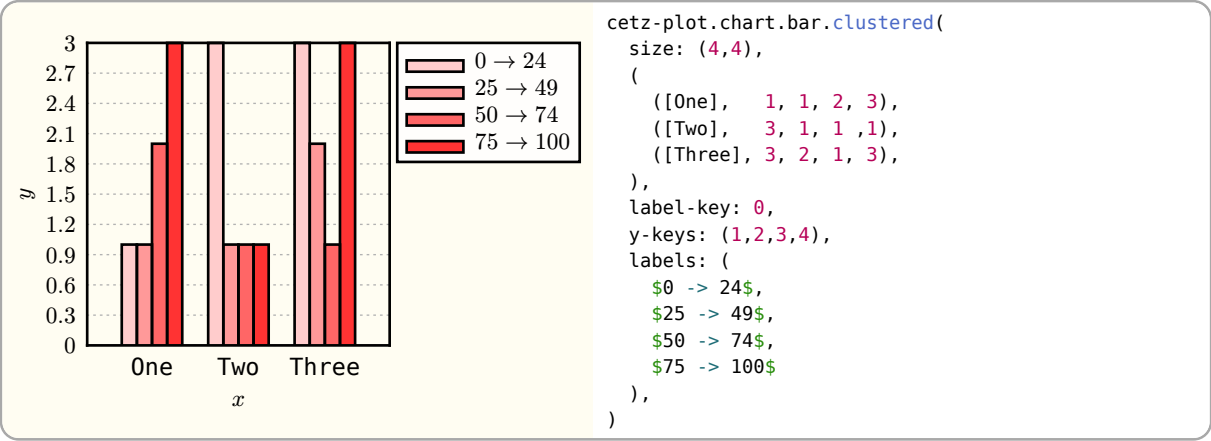 3
2.7
2.4
2.1
1.8
1.5
1.2
0.9
0.6
0.3
0
y
One Two Three
x
0 → 24
25 → 49
50 → 74
75 → 100
cetz-plot.chart.bar.clustered(
  size: (4,4),
  (
    ([One],   1, 1, 2, 3),
    ([Two],   3, 1, 1 ,1),
    ([Three], 3, 2, 1, 3),
  ),
  label-key: 0,
  y-keys: (1,2,3,4),
  labels: (
    $0 -> 24$,
    $25 -> 49$,
    $50 -> 74$,
    $75 -> 100$
  ),
)